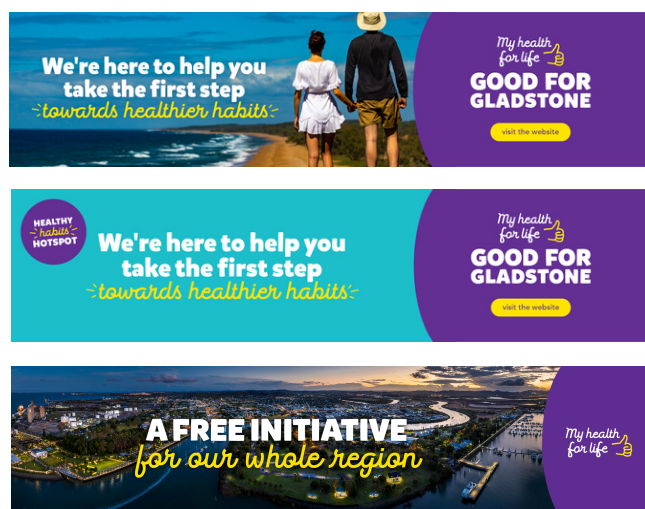 We're here to help you
take the first step
towards healthier habits
My health
for life
GOOD FOR
GLADSTONE
visit the website
HEALTHY
habits
HOTSPOT
We're here to help you
take the first step
towards healthier habits
My health
for life
GOOD FOR
GLADSTONE
visit the website
A FREE INITIATIVE
for our whole region
My health
for life